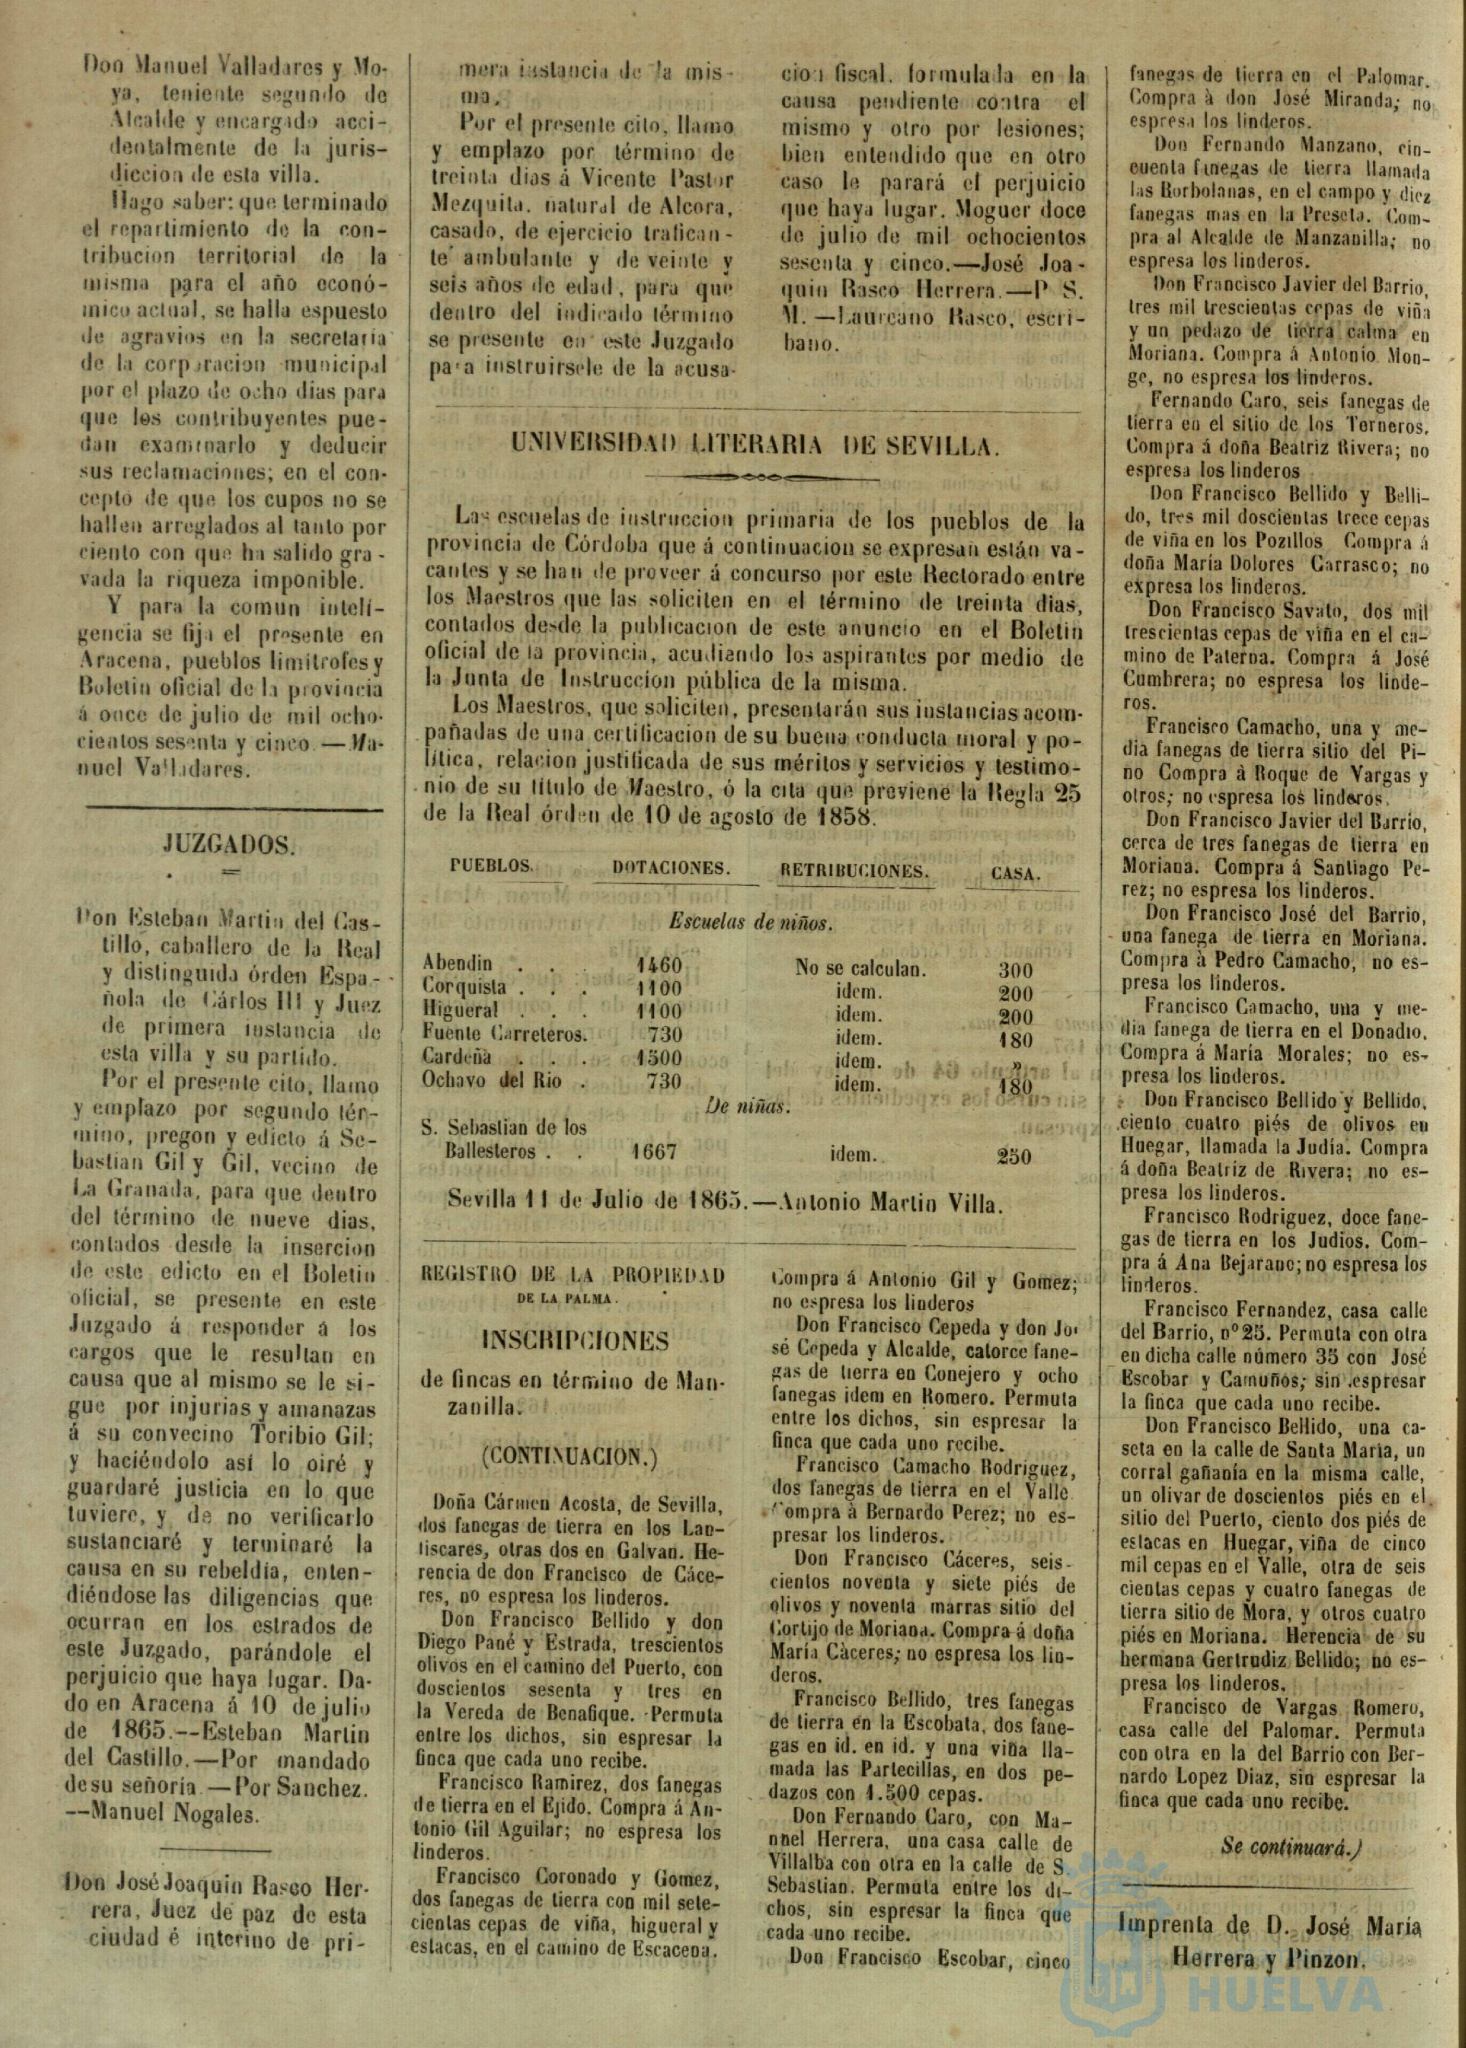 Don Manuel Valladares y Mo-
ya, teniente segundo de
Alcalde y encargado acci-
dentalmente de la juris-
diccion de esta villa.
Hago saber: que terminado
el repartimiento de la con-
tribucion territorial de la
misma para el año econó-
mico actual, se halla espuesto
de agravios en la secretaría
de la corporacion municipal
por el plazo de ocho dias para
que los contribuyentes pue-
dan examinarlo y deducir
sus reclamaciones; en el con-
cepto de que los cupos no se
hallen arreglados al tanto por
ciento con que ha salido gra-
vada la riqueza imponible.
Y para la comun inteli-
gencia se fija el presente en
Aracena, pueblos limítrofes y
Boletin oficial de la provincia
á once de julio de mil ocho-
cientos sesenta y cinco.—Ma-
nuel Valladares.
JUZGADOS.
Don Esteban Martin del Cas-
tillo, caballero de la Real
y distinguida órden Espa-
ñola de Cárlos III y Juez
de primera instancia de
esta villa y su partido.
Por el presente cito, llamo
y emplazo por segundo tér-
mino, pregon y edicto á Se-
bastian Gil y Gil, vecino de
La Granada, para que dentro
del término de nueve dias,
contados desde la insercion
de este edicto en el Boletin
oficial, se presente en este
Juzgado á responder á los
cargos que le resultan en
causa que al mismo se le si-
gue por injurias y amanazas
á su convecino Toribio Gil;
y haciéndolo así lo oiré y
guardaré justicia en lo que
tuviere, y de no verificarlo
sustanciaré y terminaré la
causa en su rebeldía, enten-
diéndose las diligencias que
ocurran en los estrados de
este Juzgado, parándole el
perjuicio que haya lugar. Da-
do en Aracena á 10 de julio
de 1865.--Esteban Martin
del Castillo.—Por mandado
de su señoría.—Por Sanchez.
--Manuel Nogales.
Don José Joaquin Rasco Her-
rera, Juez de paz de esta
ciudad é interino de pri-
mera instancia de la mis-
ma.
Por el presente cito, llamo
y emplazo por término de
treinta dias á Vicente Pastor
Mezquita, natural de Alcora,
casado, de ejercicio trafican-
te ambulante y de veinte y
seis años de edad, para que
dentro del indicado término
se presente en este Juzgado
para instruirsele de la acusa-
cion fiscal, formulada en la
causa pendiente contra el
mismo y otro por lesiones;
bien entendido que en otro
caso le parará el perjuicio
que haya lugar. Moguer doce
de julio de mil ochocientos
sesenta y cinco.—José Joa-
quin Rasco Herrera.—P. S.
M.—Laureano Rasco, escri-
bano.
UNIVERSIDAD LITERARIA DE SEVILLA.
Las escuelas de instruccion primaria de los pueblos de la
provincia de Córdoba que á continuacion se expresan están va-
cantes y se han de proveer á concurso por este Rectorado entre
los Maestros que las soliciten en el término de treinta dias,
contados desde la publicacion de este anuncio en el Boletin
oficial de la provincia, acudiendo los aspirantes por medio de
la Junta de Instruccion pública de la misma.
Los Maestros, que soliciten, presentarán sus instancias acom-
pañadas de una certificacion de su buena conducta moral y po-
lítica, relacion justificada de sus méritos y servicios y testimo-
nio de su título de Maestro, ó la cita que previene la Regla 25
de la Real órden de 10 de agosto de 1858.
PUEBLOS. DOTACIONES. RETRIBUCIONES. CASA.
Escuelas de niños.
Abendin . . . 1460 No se calculan. 300
Corquista . . . 1100 idem. 200
Higueral . . . 1100 idem. 200
Fuente Carreteros. 730 idem. 180
Cardeña . . . 1500 idem. »
Ochavo del Rio . 730 idem. 180
De niñas.
S. Sebastian de los
Ballesteros . . 1667 idem. 250
Sevilla 11 de Julio de 1865.—Antonio Martin Villa.
REGISTRO DE LA PROPIEDAD
DE LA PALMA.
INSCRIPCIONES
de fincas en término de Man-
zanilla.
(CONTINUACION.)
Doña Cármen Acosta, de Sevilla,
dos fanegas de tierra en los Lan-
tiscares, otras dos en Galvan. He-
rencia de don Francisco de Cáce-
res, no espresa los linderos.
Don Francisco Bellido y don
Diego Pané y Estrada, trescientos
olivos en el camino del Puerto, con
doscientos sesenta y tres en
la Vereda de Benafique. Permuta
entre los dichos, sin espresar la
finca que cada uno recibe.
Francisco Ramirez, dos fanegas
de tierra en el Ejido. Compra á An-
tonio Gil Aguilar; no espresa los
linderos.
Francisco Coronado y Gomez,
dos fanegas de tierra con mil sete-
cientas cepas de viña, higueral y
estacas, en el camino de Escacena.
Compra á Antonio Gil y Gomez;
no espresa los linderos
Don Francisco Cepeda y don Jo-
sé Cepeda y Alcalde, catorce fane-
gas de tierra en Conejero y ocho
fanegas idem en Romero. Permuta
entre los dichos, sin espresar la
finca que cada uno recibe.
Francisco Camacho Rodriguez,
dos fanegas de tierra en el Valle.
Compra à Bernardo Perez; no es-
presar los linderos.
Don Francisco Cáceres, seis-
cientos noventa y siete piés de
olivos y noventa marras sitio del
Cortijo de Moriana. Compra á doña
María Càceres; no espresa los lin-
deros.
Francisco Bellido, tres fanegas
de tierra en la Escobata, dos fane-
gas en id. en id. y una viña lla-
mada las Partecillas, en dos pe-
dazos con 1.500 cepas.
Don Fernando Caro, con Ma-
nnel Herrera, una casa calle de
Villalba con otra en la calle de S.
Sebastian. Permuta entre los di-
chos, sin espresar la finca que
cada uno recibe.
Don Francisco Escobar, cinco
fanegas de tierra en el Palomar.
Compra à don José Miranda; no
espresa los linderos.
Don Fernando Manzano, cin-
cuenta fanegas de tierra llamada
las Borbolanas, en el campo y diez
fanegas mas en la Preseta. Com-
pra al Alcalde de Manzanilla; no
espresa los linderos.
Don Francisco Javier del Barrio,
tres mil trescientas cepas de viña
y un pedazo de tierra calma en
Moriana. Compra á Antonio Mon-
ge, no espresa los linderos.
Fernando Caro, seis fanegas de
tierra en el sitio de los Torneros.
Compra á doña Beatriz Rivera; no
espresa los linderos
Don Francisco Bellido y Belli-
do, tres mil doscientas trece cepas
de viña en los Pozillos Compra á
doña María Dolores Carrasco; no
expresa los linderos.
Don Francisco Savato, dos mil
trescientas cepas de viña en el ca-
mino de Paterna. Compra á José
Cumbrera; no espresa los linde-
ros.
Francisco Camacho, una y me-
dia fanegas de tierra sitio del Pi-
no Compra à Roque de Vargas y
otros; no espresa los linderos.
Don Francisco Javier del Barrio,
cerca de tres fanegas de tierra en
Moriana. Compra á Santiago Pe-
rez; no espresa los linderos.
Don Francisco José del Barrio,
una fanega de tierra en Moriana.
Compra à Pedro Camacho, no es-
presa los linderos.
Francisco Camacho, una y me-
dia fanega de tierra en el Donadio.
Compra á María Morales; no es-
presa los linderos.
Don Francisco Bellido y Bellido,
ciento cuatro piés de olivos en
Huegar, llamada la Judía. Compra
á doña Beatriz de Rivera; no es-
presa los linderos.
Francisco Rodriguez, doce fane-
gas de tierra en los Judios. Com-
pra á Ana Bejarano; no espresa los
linderos.
Francisco Fernandez, casa calle
del Barrio, nº 25. Permuta con otra
en dicha calle número 35 con José
Escobar y Camuños; sin espresar
la finca que cada uno recibe.
Don Francisco Bellido, una ca-
seta en la calle de Santa María, un
corral gañanía en la misma calle,
un olivar de doscientos piés en el
sitio del Puerto, ciento dos piés de
estacas en Huegar, viña de cinco
mil cepas en el Valle, otra de seis
cientas cepas y cuatro fanegas de
tierra sitio de Mora, y otros cuatro
piés en Moriana. Herencia de su
hermana Gertrudiz Bellido; no es-
presa los linderos.
Francisco de Vargas Romero,
casa calle del Palomar. Permuta
con otra en la del Barrio con Ber-
nardo Lopez Diaz, sin espresar la
finca que cada uno recibe.
Se continuará.)
Imprenta de D. José María
Herrera y Pinzon.
HUELVA